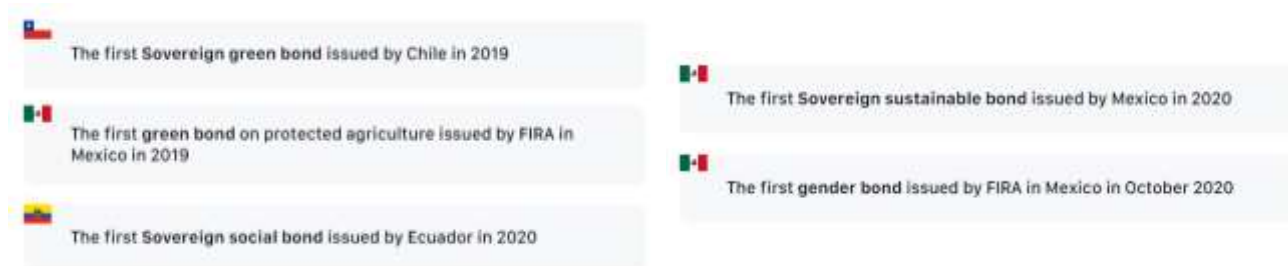 The first Sovereign green bond issued by Chile in 2019
The first green bond on protected agriculture issued by FIRA in
Mexico in 2019
The first Sovereign social bond issued by Ecuador in 2020
The first Sovereign sustainable bond issued by Mexico in 2020
The first gender bond issued by FIRA in Mexico in October 2020